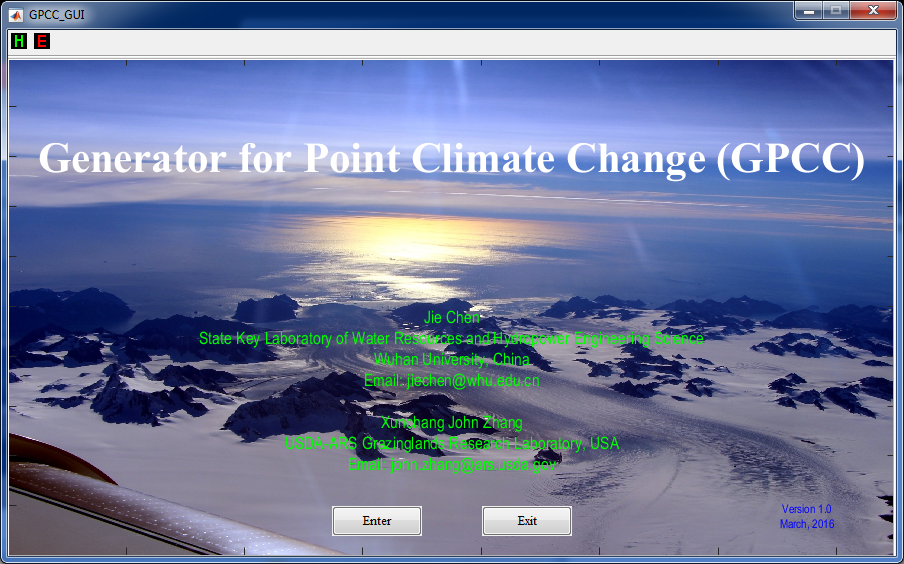 GPCC_GUI
H E
Generator for Point Climate Change (GPCC)
Jie Chen
State Key Laboratory of Water Resources and Hydropower Engineering Science
Wuhan University, China
Email: jiechen@whu.edu.cn
Xunchang John Zhang
USDA-ARS Grazinglands Research Laboratory, USA
Email: john.zhang@ars.usda.gov
Enter
Exit
Version 1.0
March, 2016